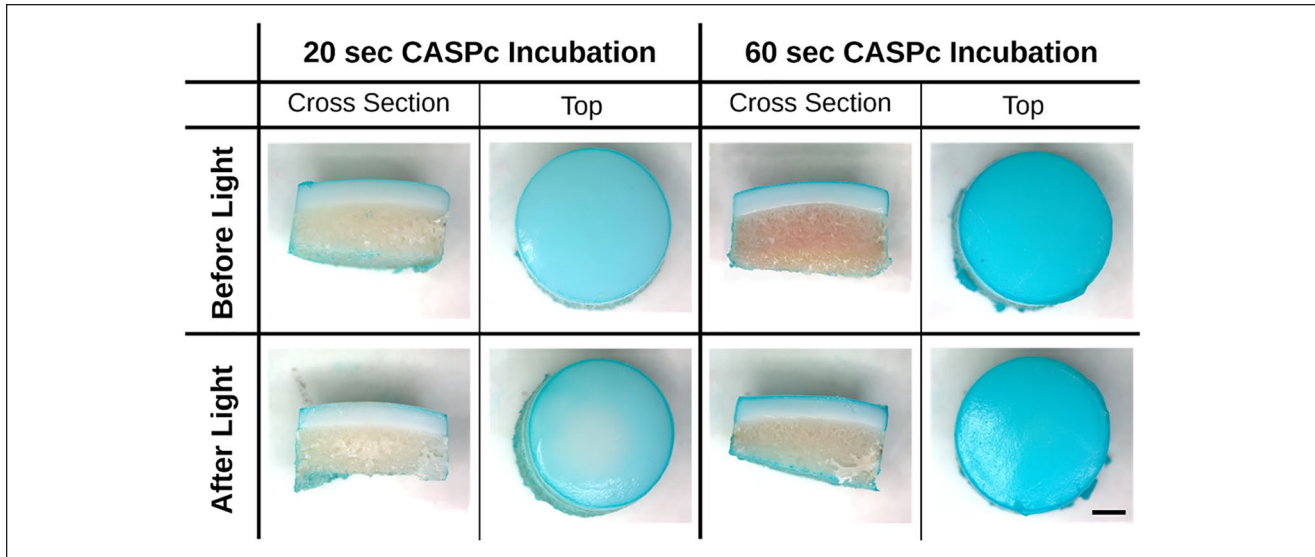 20 sec CASPc Incubation 60 sec CASPc Incubation
Cross Section Top Cross Section Top
Before Light
After Light